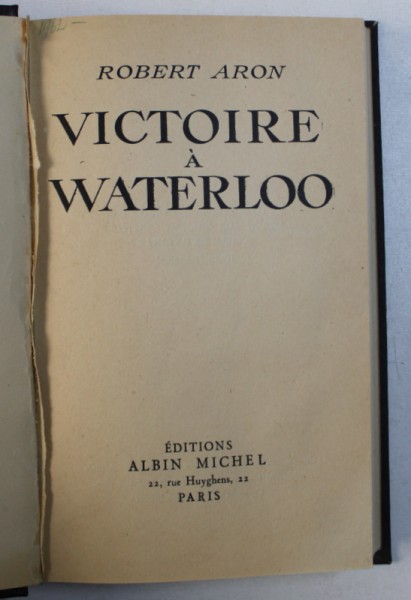 ROBERT ARON
VICTOIRE
À
WATERLOO
ÉDITIONS
ALBIN MICHEL
22, rue Huyghens, 22
PARIS